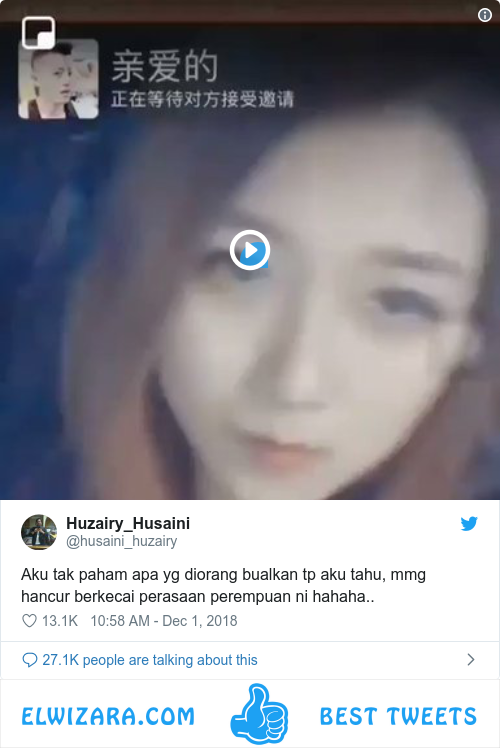 亲爱的
正在等待对方接受邀请
Huzairy_Husaini
@husaini_huzairy
Aku tak paham apa yg diorang bualkan tp aku tahu, mmg
hancur berkecai perasaan perempuan ni hahaha..
13.1K 10:58 AM - Dec 1, 2018
27.1K people are talking about this
ELWIZARA.COM BEST TWEETS